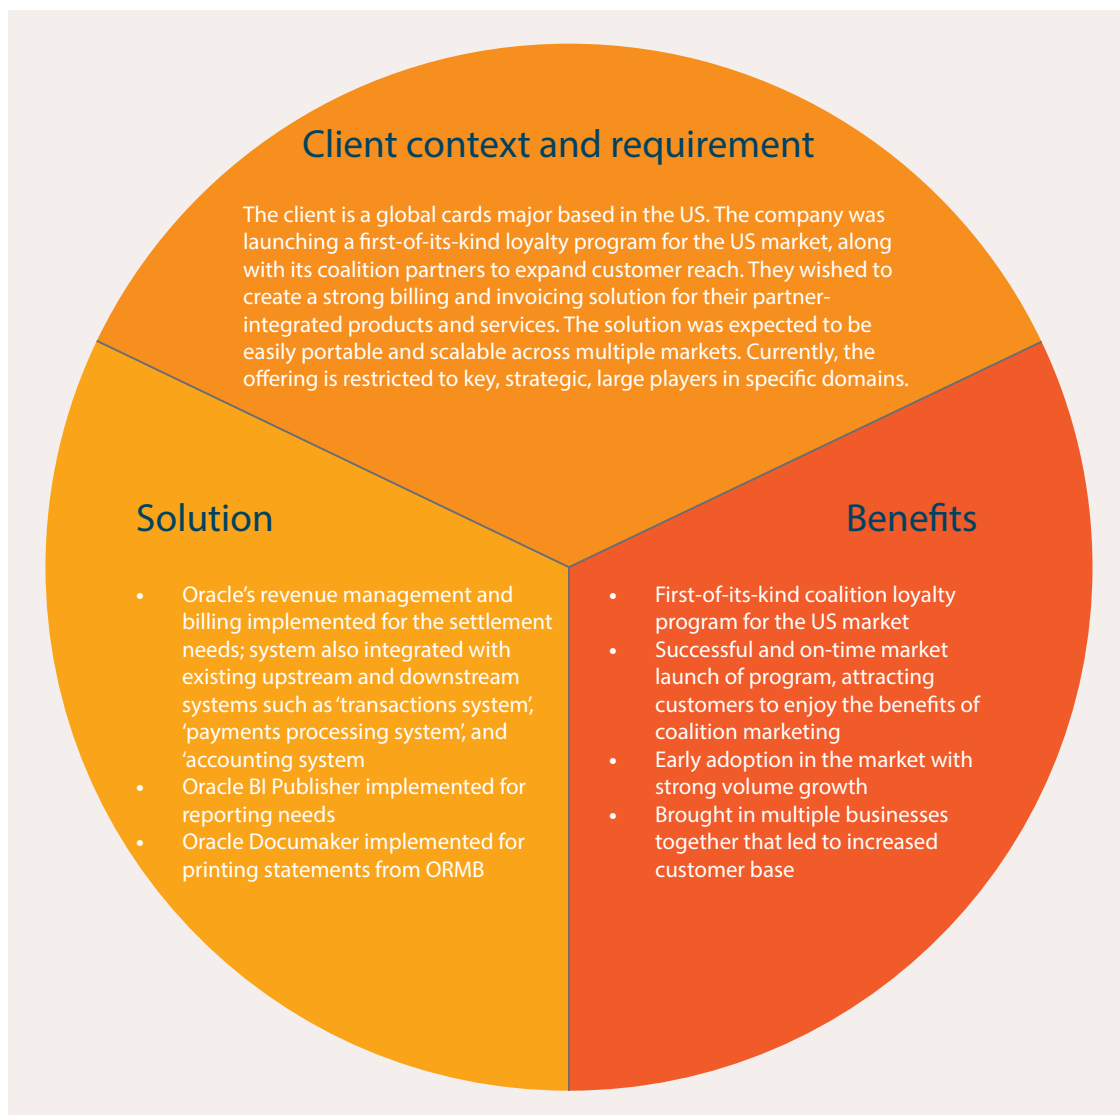 Client context and requirement
The client is a global cards major based in the US. The company was
launching a first-of-its-kind loyalty program for the US market, along
with its coalition partners to expand customer reach. They wished to
create a strong billing and invoicing solution for their partner-
integrated products and services. The solution was expected to be
easily portable and scalable across multiple markets. Currently, the
offering is restricted to key, strategic, large players in specific domains.
Solution
• Oracle’s revenue management and
billing implemented for the settlement
needs; system also integrated with
existing upstream and downstream
systems such as ‘transactions system’,
‘payments processing system’, and
‘accounting system
• Oracle BI Publisher implemented for
reporting needs
• Oracle Documaker implemented for
printing statements from ORMB
Benefits
• First-of-its-kind coalition loyalty
program for the US market
• Successful and on-time market
launch of program, attracting
customers to enjoy the benefits of
coalition marketing
• Early adoption in the market with
strong volume growth
• Brought in multiple businesses
together that led to increased
customer base